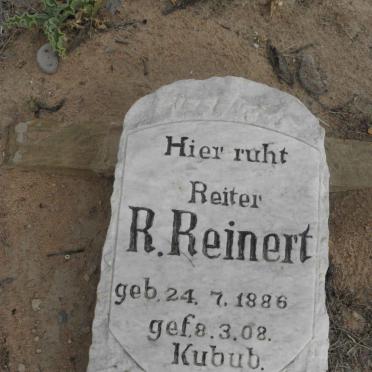 Hier ruht
Reiter
R. Reinert
geb. 24. 7. 1886
gef. 8. 3. 08.
Kubub.